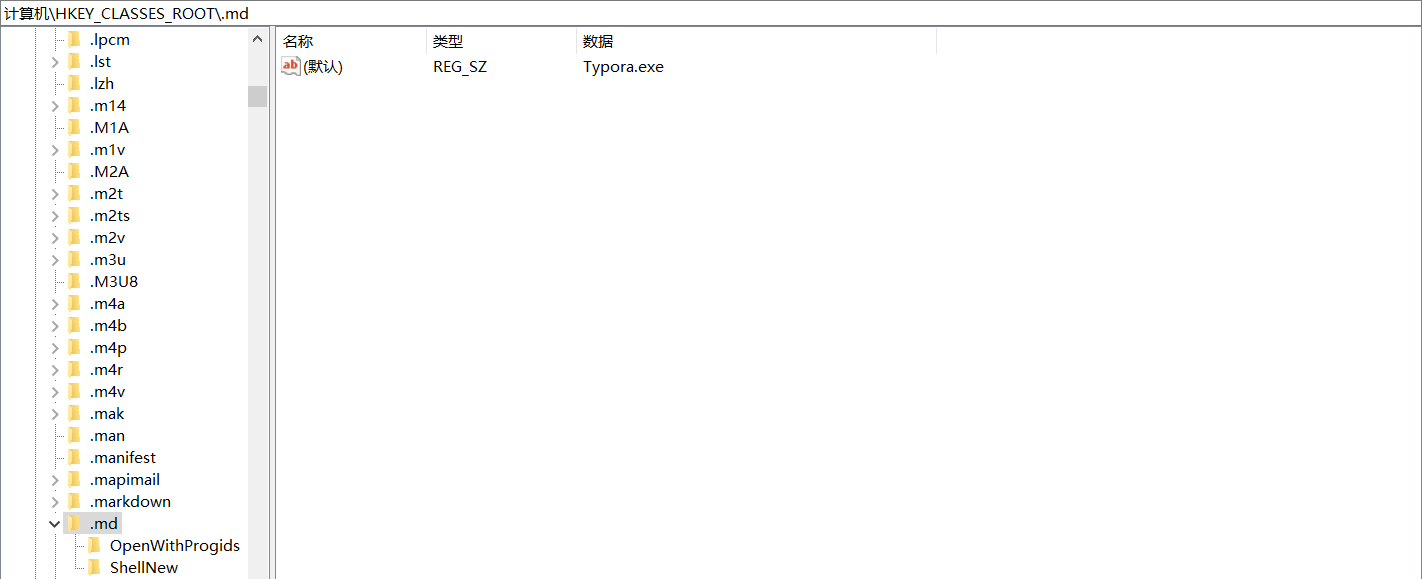 计算机\HKEY_CLASSES_ROOT\.md
.lpcm
.lst
.lzh
.m14
.M1A
.m1v
.M2A
.m2t
.m2ts
.m2v
.m3u
.M3U8
.m4a
.m4b
.m4p
.m4r
.m4v
.mak
.man
.manifest
.mapimail
.markdown
.md
OpenWithProgids
ShellNew
名称 类型 数据
ab (默认) REG_SZ Typora.exe